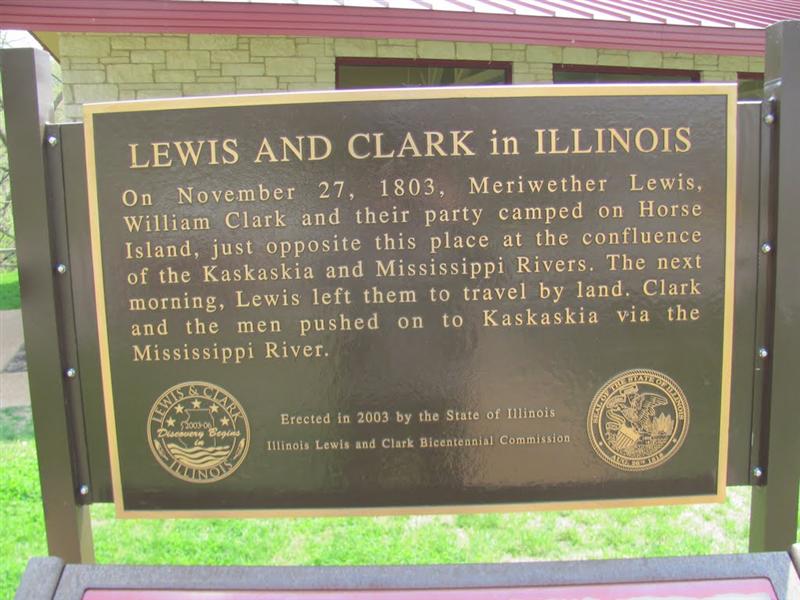 LEWIS AND CLARK in ILLINOIS
On November 27, 1803, Meriwether Lewis,
William Clark and their party camped on Horse
Island, just opposite this place at the confluence
of the Kaskaskia and Mississippi Rivers. The next
morning, Lewis left them to travel by land. Clark
and the men pushed on to Kaskaskia via the
Mississippi River.
LEWIS & CLARK
2003-06
Discovery Begins
in
ILLINOIS
Erected in 2003 by the State of Illinois
Illinois Lewis and Clark Bicentennial Commission
SEAL OF THE STATE OF ILLINOIS
AUG. 26TH 1818